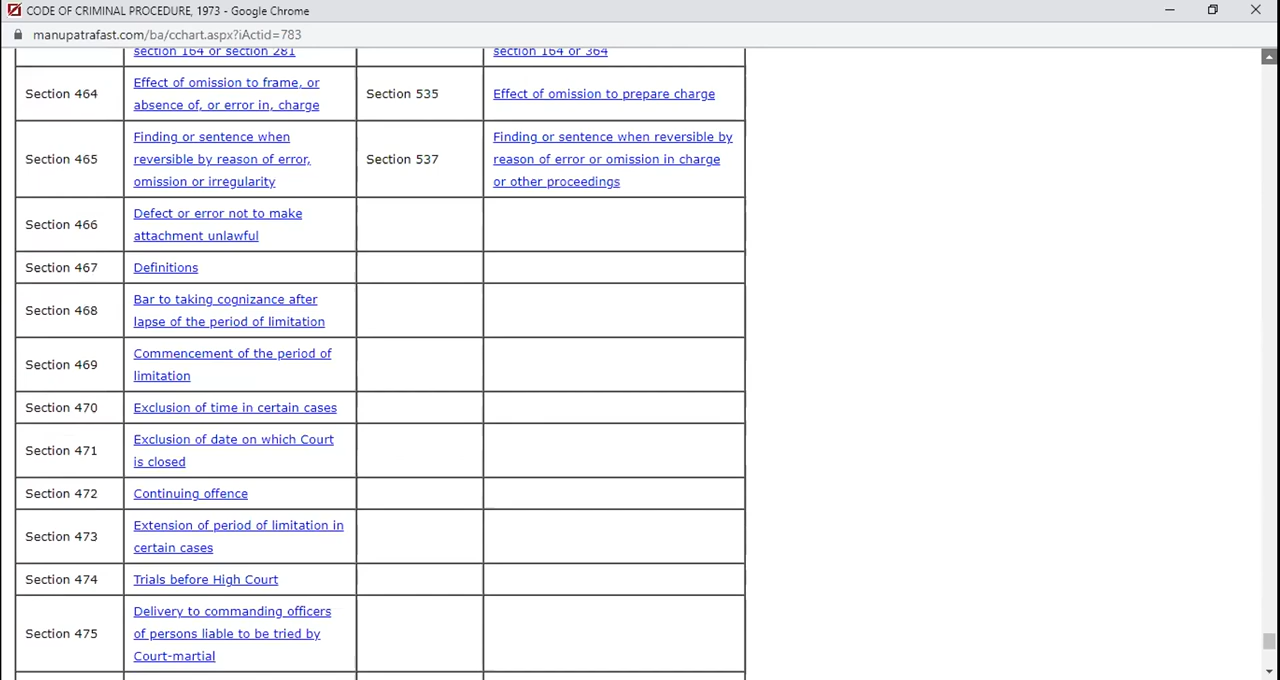 CODE OF CRIMINAL PROCEDURE, 1973 - Google Chrome
manupatrafast.com/ba/cchart.aspx?iActid=783
section 164 or 281
section 164 or 364
Section 464
Effect of omission to frame, or
absence of, or error in, charge
Section 535
Effect of omission to prepare charge
Section 465
Finding or sentence when
reversible by reason of error,
omission or irregularity
Section 537
Finding or sentence when reversible by
reason of error or omission in charge
or other proceedings
Section 466
Defect or error not to make
attachment unlawful
Section 467
Definitions
Section 468
Bar to taking cognizance after
lapse of the period of limitation
Section 469
Commencement of the period of
limitation
Section 470
Exclusion of time in certain cases
Section 471
Exclusion of date on which Court
is closed
Section 472
Continuing offence
Section 473
Extension of period of limitation in
certain cases
Section 474
Trials before High Court
Section 475
Delivery to commanding officers
of persons liable to be tried by
Court-martial